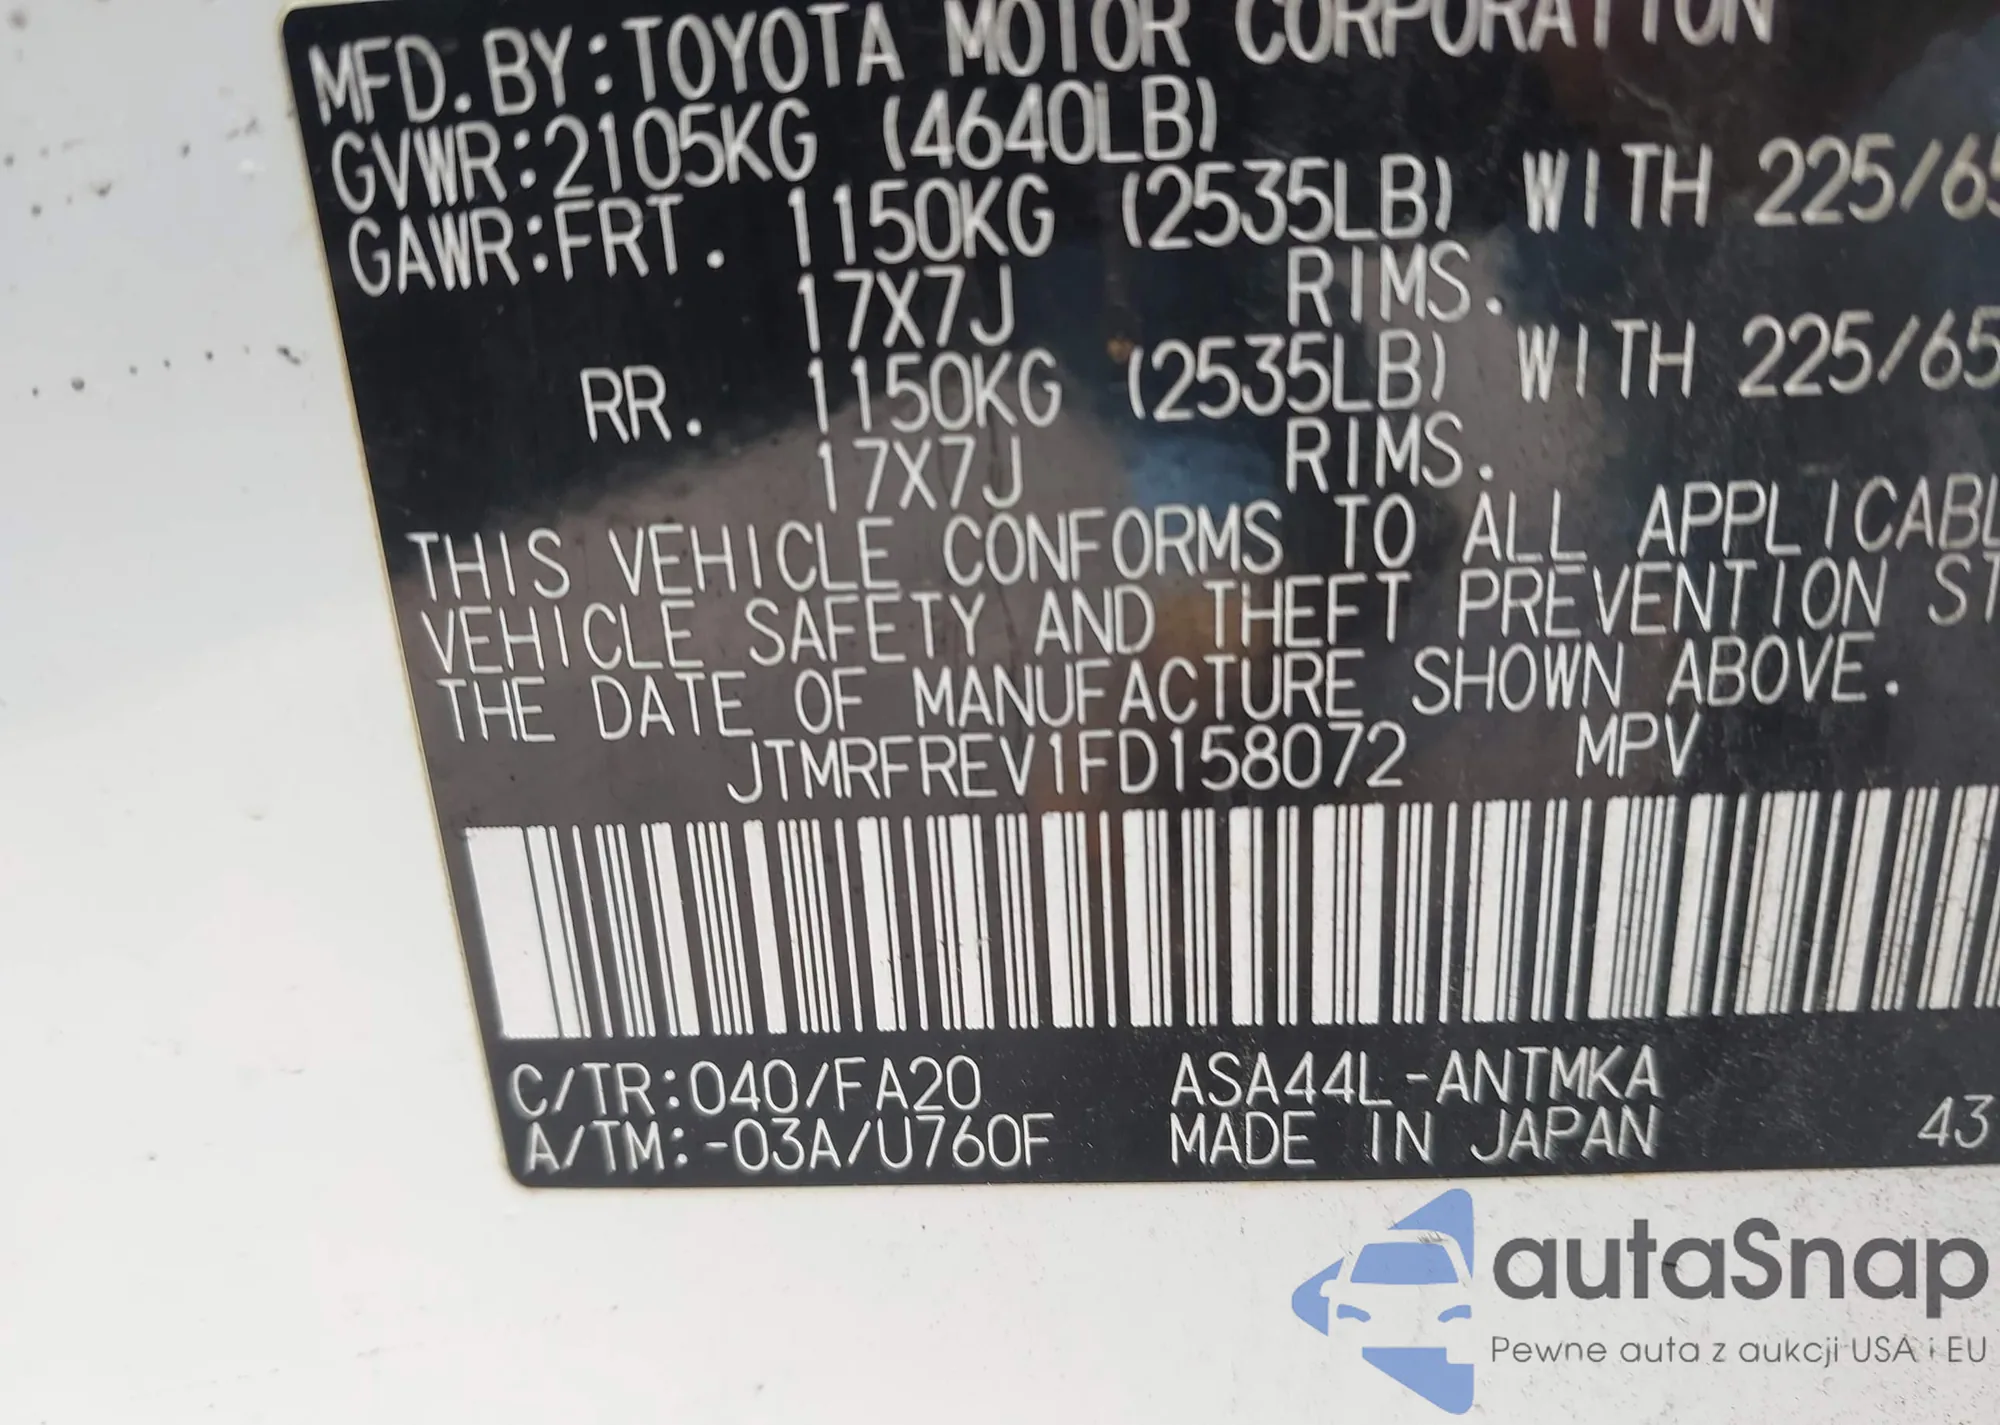 MFD. BY: TOYOTA MOTOR CORPORATION
GVWR: 2105KG (4640LB)
GAWR: FRT. 1150KG (2535LB) WITH 225/65
17X7J RIMS.
RR. 1150KG (2535LB) WITH 225/65
17X7J RIMS.
THIS VEHICLE CONFORMS TO ALL APPLICABL
VEHICLE SAFETY AND THEFT PREVENTION ST
THE DATE OF MANUFACTURE SHOWN ABOVE.
JTMRFREV1FD158072 MPV
C/TR: 040/FA20 ASA44L-ANTMKA
A/TM: -03A/U760F MADE IN JAPAN 43
autaSnap
Pewne auta z aukcji USA i EU